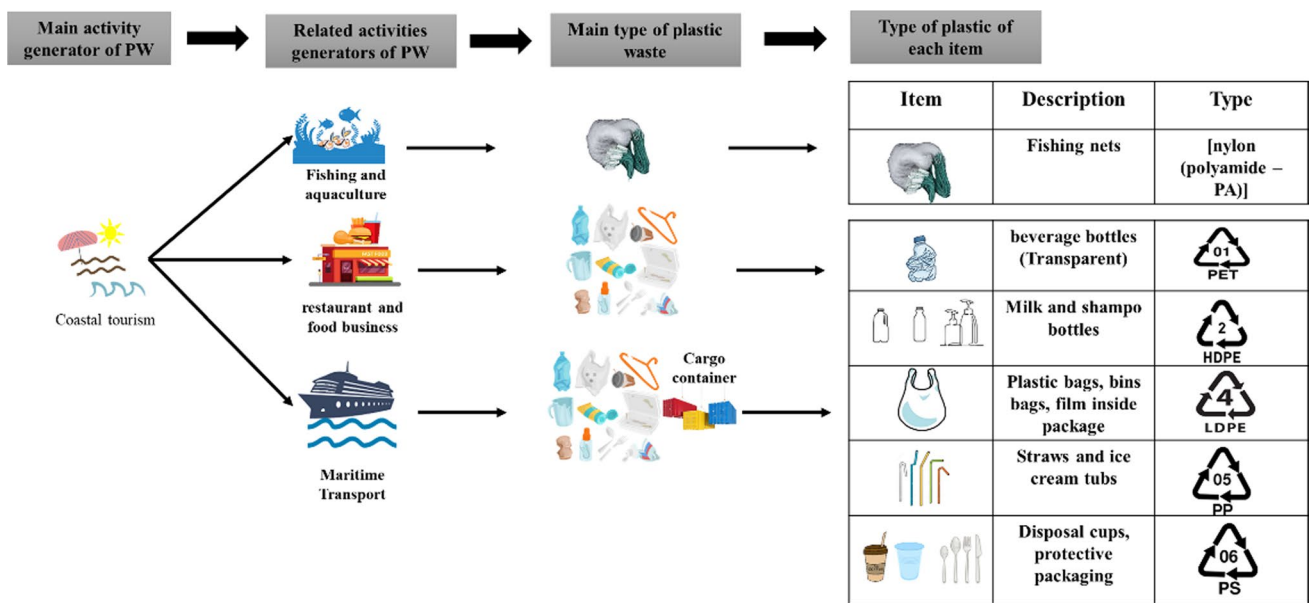 Main activity
generator of PW
Related activities
generators of PW
Main type of plastic
waste
Type of plastic of
each item
Coastal tourism
Fishing and
aquaculture
restaurant and
food business
Maritime
Transport
Cargo
container
Item Description Type
Fishing nets
[nylon
(polyamide –
PA)]
beverage bottles
(Transparent)
01
PET
Milk and shampo
bottles
2
HDPE
Plastic bags, bins
bags, film inside
package
4
LDPE
Straws and ice
cream tubs
05
PP
Disposal cups,
protective
packaging
06
PS